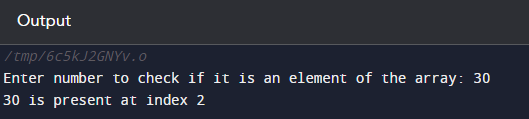 Output
/tmp/6c5kJ2GNYv.o
Enter number to check if it is an element of the array: 30
30 is present at index 2